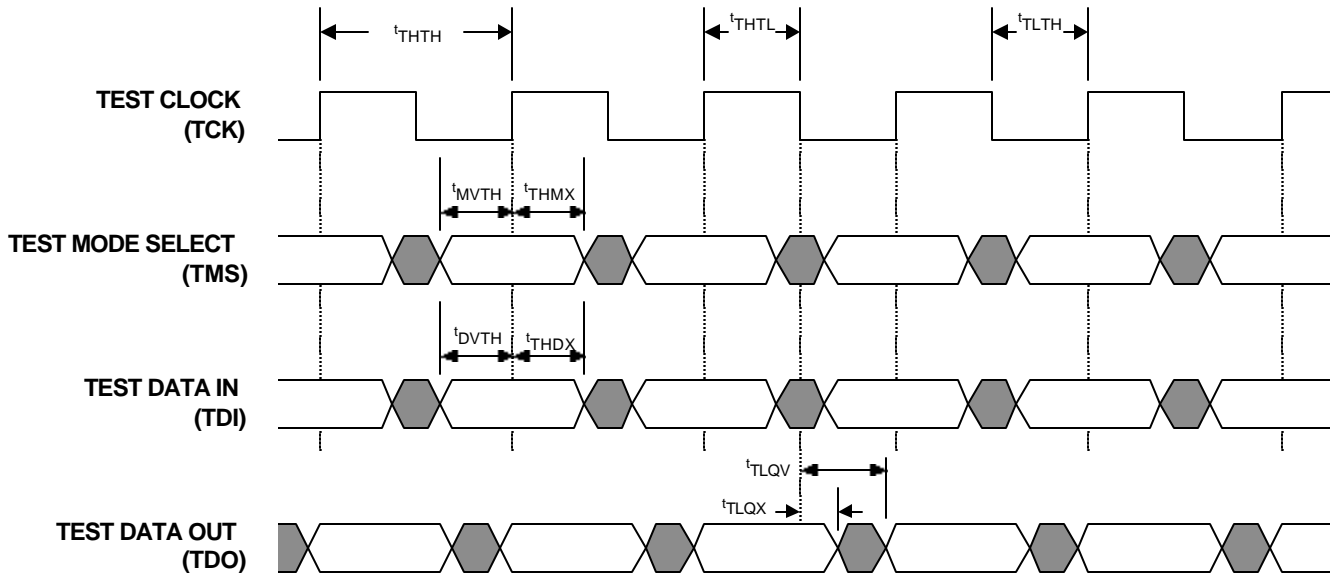 tTHTH
tTHTL
tTLTH
TEST CLOCK
(TCK)
tMVTH
tTHMX
TEST MODE SELECT
(TMS)
tDVTH
tTHDX
TEST DATA IN
(TDI)
tTLQV
tTLQX
TEST DATA OUT
(TDO)